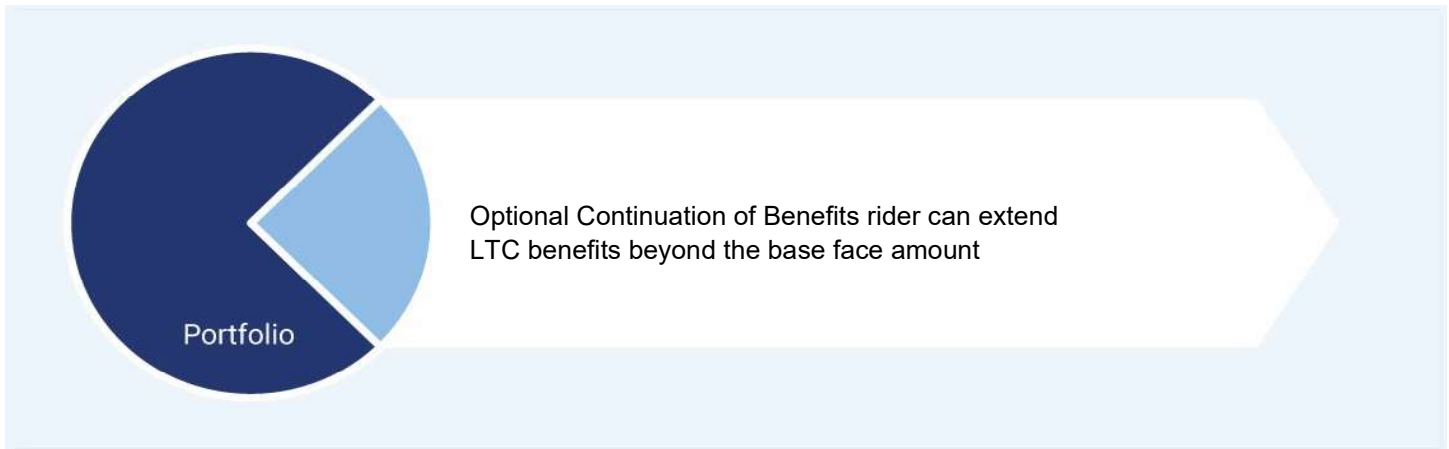 Optional Continuation of Benefits rider can extend
LTC benefits beyond the base face amount
Portfolio